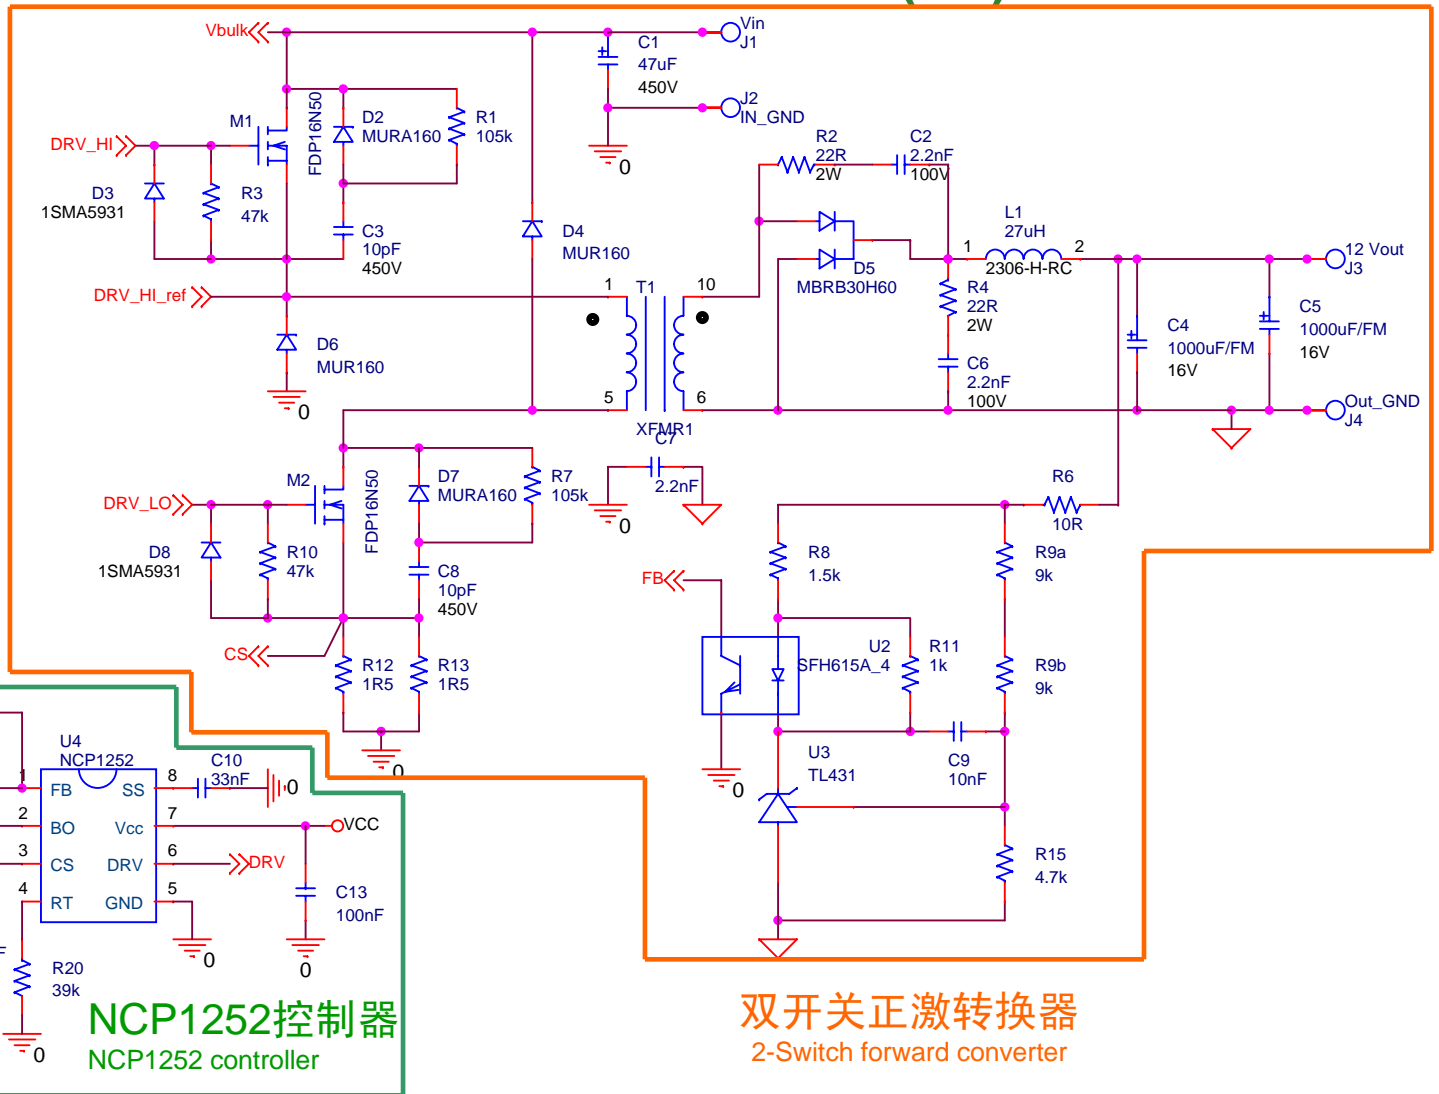 Vbulk
Vin
J1
C1
47uF
450V
J2
IN_GND
M1
FDP16N50
D2
MURA160
R1
105k
DRV_HI
D3
1SMA5931
R3
47k
C3
10pF
450V
D4
MUR160
0
R2
22R
2W
C2
2.2nF
100V
L1
27uH
1
2
2306-H-RC
D5
MBRB30H60
R4
22R
2W
12 Vout
J3
DRV_HI_ref
1
T1
10
D6
MUR160
0
5
6
XFMR1
C6
2.2nF
100V
C4
1000uF/FM
16V
C5
1000uF/FM
16V
Out_GND
J4
C7
2.2nF
0
M2
FDP16N50
D7
MURA160
R7
105k
DRV_LO
D8
1SMA5931
R10
47k
C8
10pF
450V
CS
R12
1R5
R13
1R5
0
R6
10R
R8
1.5k
R9a
9k
FB
U2
SFH615A_4
R11
1k
R9b
9k
0
U3
TL431
C9
10nF
R15
4.7k
U4
NCP1252
C10
33nF
0
1
FB
SS
8
2
BO
Vcc
7
VCC
3
CS
DRV
6
DRV
4
RT
GND
5
C13
100nF
0
0
F
R20
39k
0
NCP1252控制器
NCP1252 controller
双开关正激转换器
2-Switch forward converter